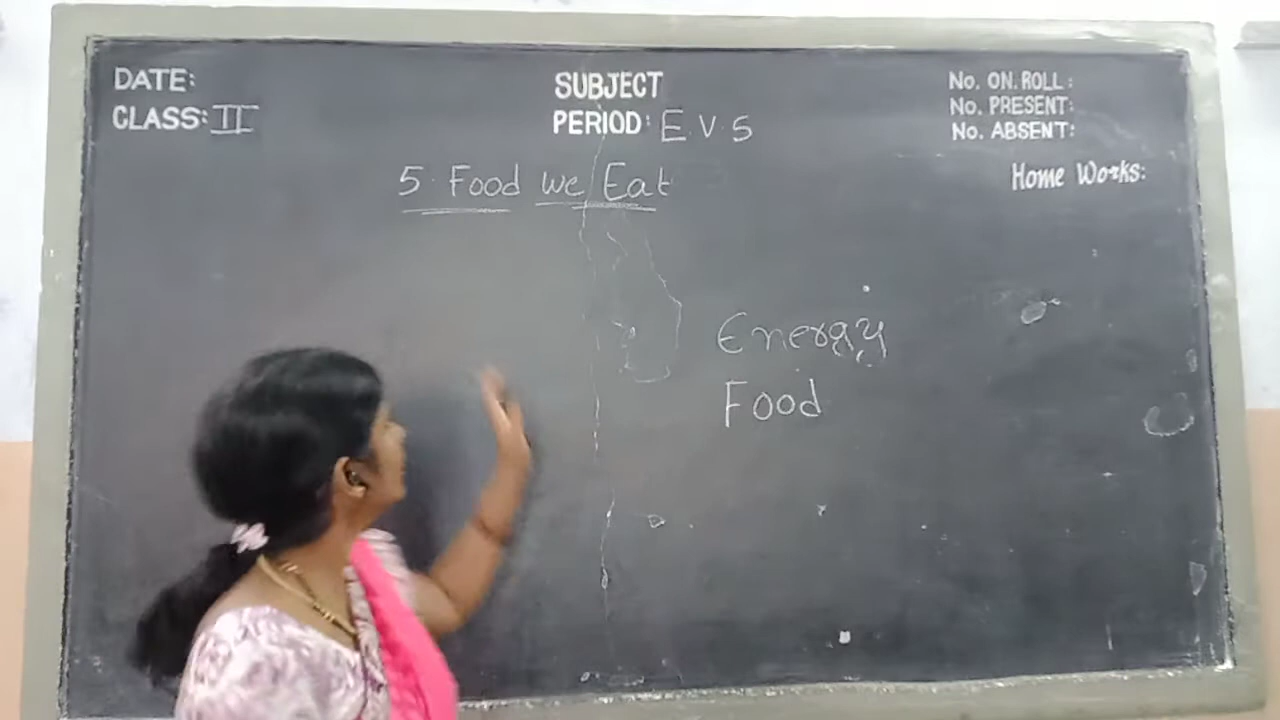 DATE:
CLASS: II
SUBJECT
PERIOD: E.V.S
No. ON. ROLL:
No. PRESENT:
No. ABSENT:
Home Works:
5. Food we Eat
Energy
Food